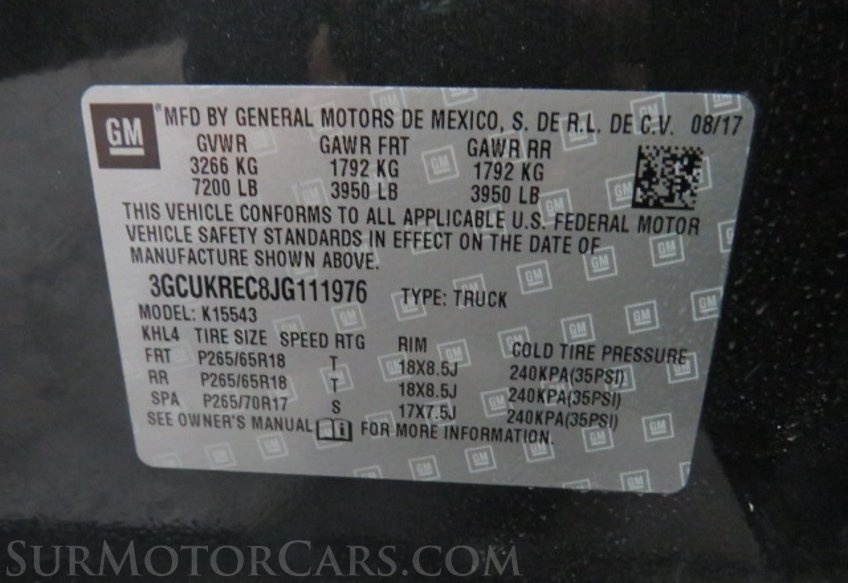 GM ® MFD BY GENERAL MOTORS DE MEXICO, S. DE R.L. DE C.V. 08/17
GVWR GAWR FRT GAWR RR
3266 KG 1792 KG 1792 KG
7200 LB 3950 LB 3950 LB
THIS VEHICLE CONFORMS TO ALL APPLICABLE U.S. FEDERAL MOTOR
VEHICLE SAFETY STANDARDS IN EFFECT ON THE DATE OF
MANUFACTURE SHOWN ABOVE.
3GCUKREC8JG111976 TYPE: TRUCK
MODEL: K15543
KHL4 TIRE SIZE SPEED RTG RIM COLD TIRE PRESSURE
FRT P265/65R18 T 18X8.5J 240KPA(35PSI)
RR P265/65R18 T 18X8.5J 240KPA(35PSI)
SPA P265/70R17 S 17X7.5J 240KPA(35PSI)
SEE OWNER'S MANUAL i FOR MORE INFORMATION.
SURMOTORCARS.COM